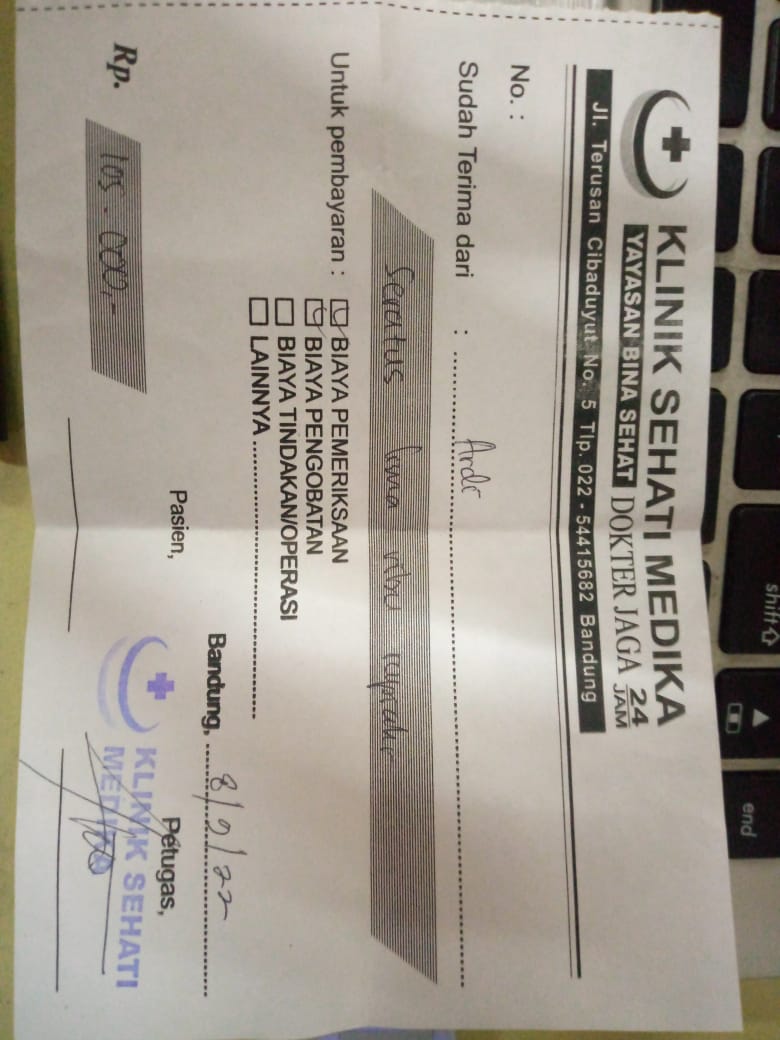 KLINIK SEHATI MEDIKA
YAYASAN BINA SEHAT DOKTER JAGA 24 JAM
Jl. Terusan Cibaduyut No. 5 Tlp. 022 - 54415682 Bandung
No. :
Sudah Terima dari :
Seratus lima ribu rupiah
Untuk pembayaran : BIAYA PEMERIKSAAN
BIAYA PENGOBATAN
BIAYA TINDAKAN/OPERASI
LAINNYA
Bandung, 8/9/22
Pasien, Petugas,
Rp. 105.000,-
KLINIK SEHATI
MEDIKA
shift
end